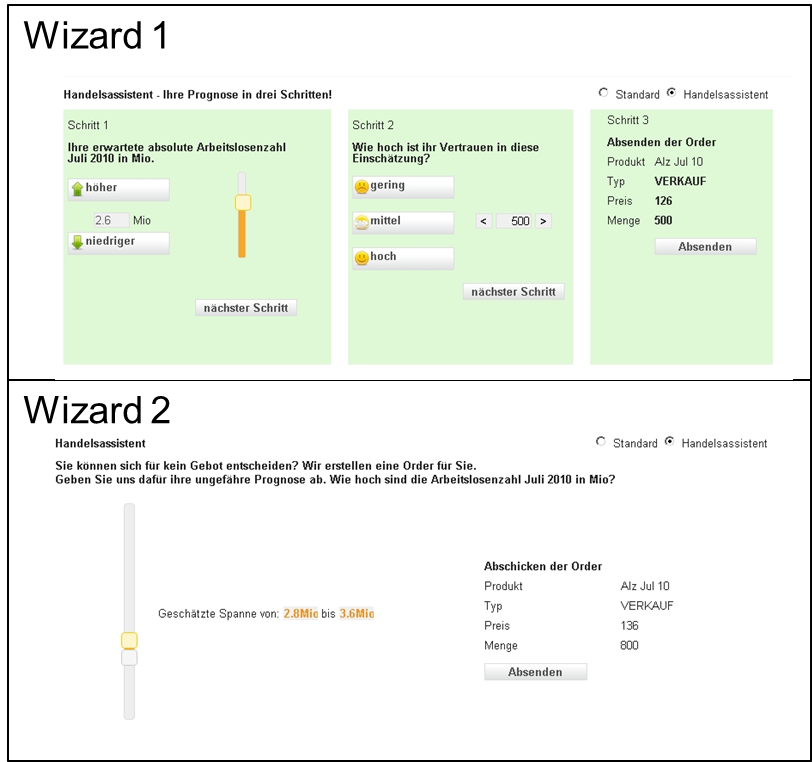 Wizard 1
Handelsassistent - Ihre Prognose in drei Schritten!
Standard Handelsassistent
Schritt 1
Ihre erwartete absolute Arbeitslosenzahl
Juli 2010 in Mio.
höher
2.6 Mio
niedriger
nächster Schritt
Schritt 2
Wie hoch ist ihr Vertrauen in diese
Einschätzung?
gering
mittel
< 500 >
hoch
nächster Schritt
Schritt 3
Absenden der Order
Produkt Alz Jul 10
Typ VERKAUF
Preis 126
Menge 500
Absenden
Wizard 2
Handelsassistent
Standard Handelsassistent
Sie können sich für kein Gebot entscheiden? Wir erstellen eine Order für Sie.
Geben Sie uns dafür ihre ungefähre Prognose ab. Wie hoch sind die Arbeitslosenzahl Juli 2010 in Mio?
Geschätzte Spanne von: 2.8Mio bis 3.6Mio
Abschicken der Order
Produkt Alz Jul 10
Typ VERKAUF
Preis 136
Menge 800
Absenden